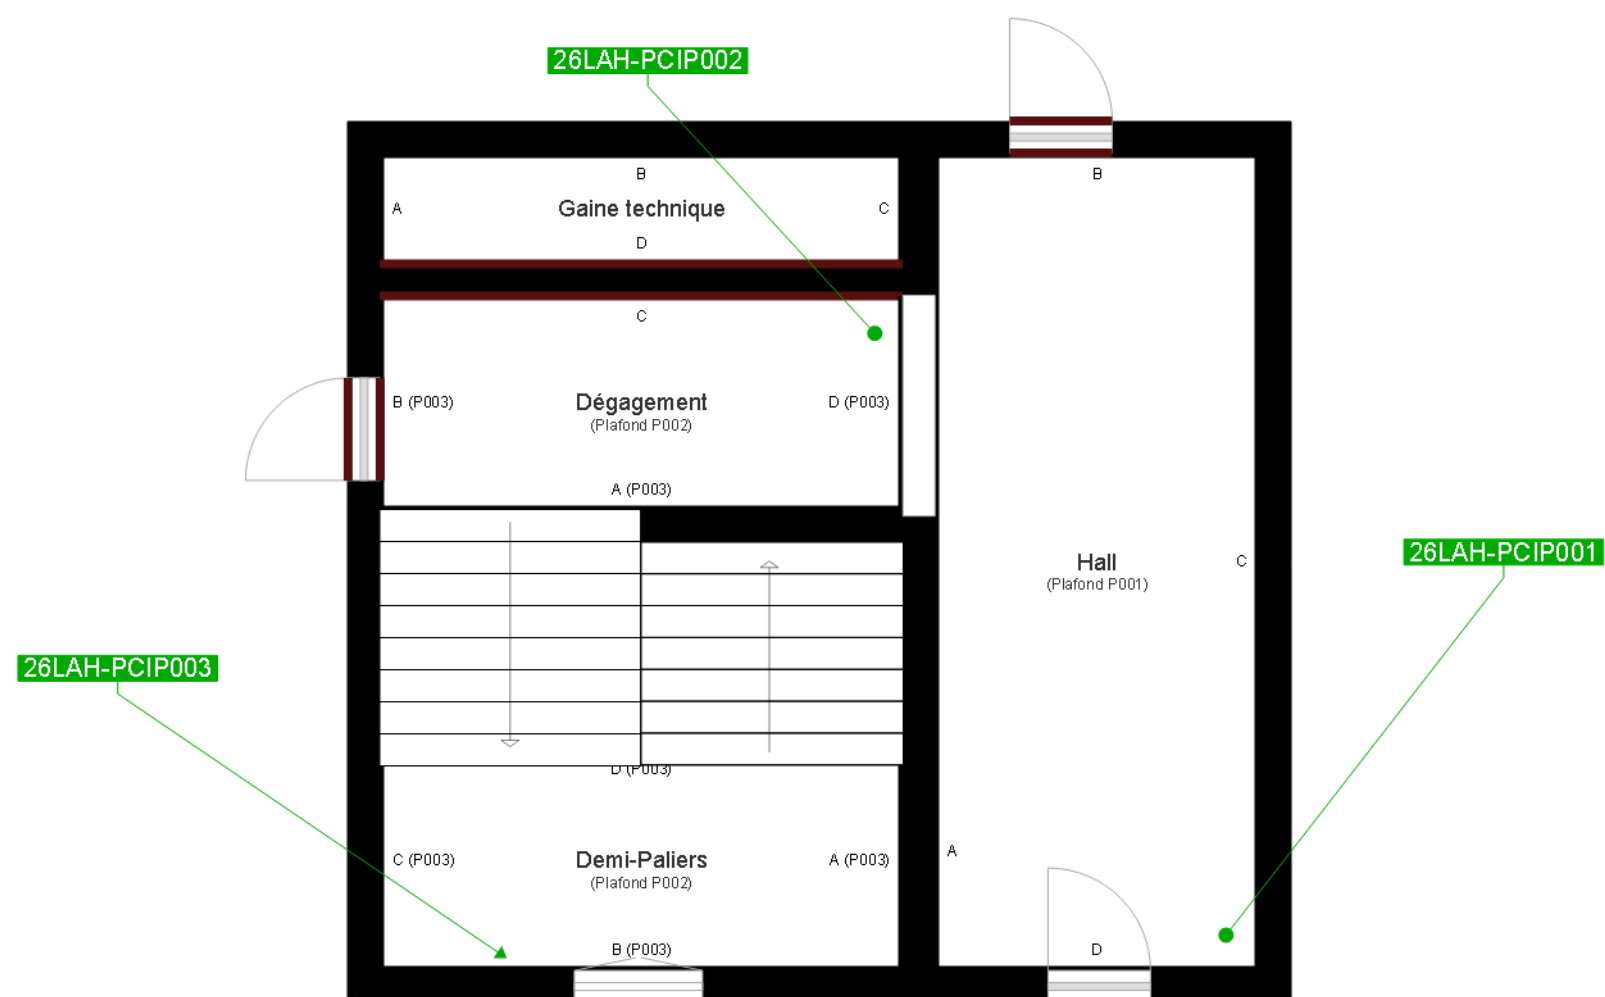 26LAH-PCIP002
B
B
A
Gaine technique
C
D
C
B (P003)
Dégagement
(Plafond P002)
D (P003)
A (P003)
26LAH-PCIP001
Hall
(Plafond P001)
C
26LAH-PCIP003
D (P003)
A
C (P003)
Demi-Paliers
(Plafond P002)
A (P003)
B (P003)
D